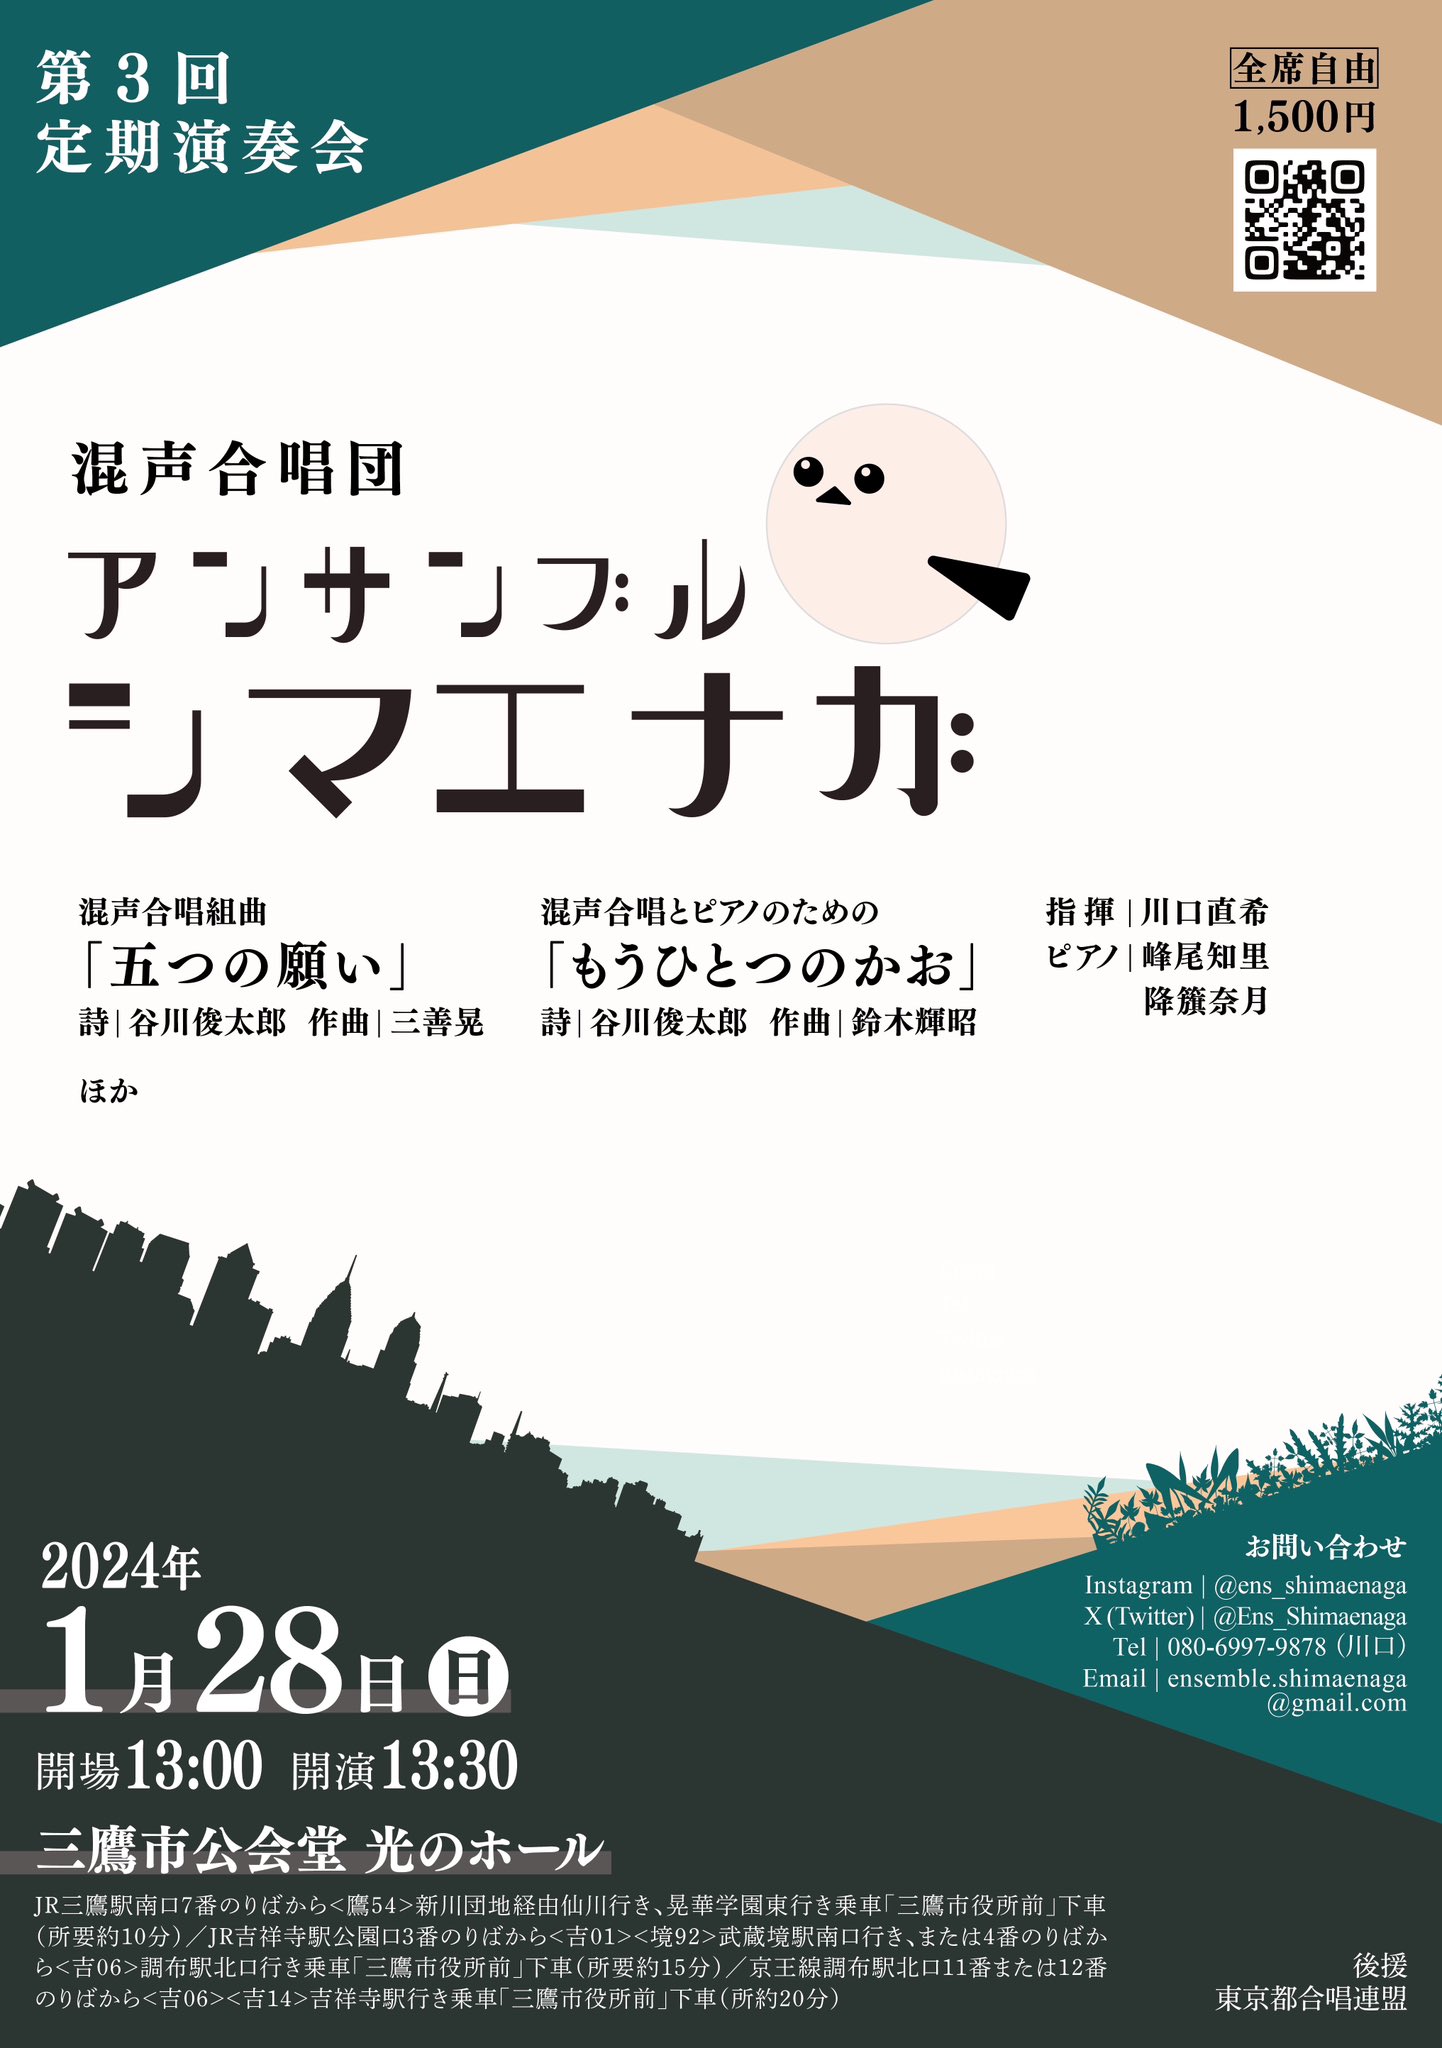 第3回
定期演奏会
全席自由
1,500円
混声合唱団
アンサンブル
シマエナガ
混声合唱組曲
「五つの願い」
詩|谷川俊太郎 作曲|三善晃
ほか
混声合唱とピアノのための
「もうひとつのかお」
詩|谷川俊太郎 作曲|鈴木輝昭
指揮|川口直希
ピアノ|峰尾知里
降籏奈月
2024年
1月28日 日
開場13:00 開演13:30
三鷹市公会堂 光のホール
JR三鷹駅南口7番のりばから<鷹54>新川団地経由仙川行き、晃華学園東行き乗車「三鷹市役所前」下車
(所要約10分)/JR吉祥寺駅公園口3番のりばから<吉01><境92>武蔵境駅南口行き、または4番のりばか
ら<吉06>調布駅北口行き乗車「三鷹市役所前」下車(所要約15分)/京王線調布駅北口11番または12番
のりばから<吉06><吉14>吉祥寺駅行き乗車「三鷹市役所前」下車(所約20分)
お問い合わせ
Instagram | @ens_shimaenaga
X (Twitter) | @Ens_Shimaenaga
Tel | 080-6997-9878 (川口)
Email | ensemble.shimaenaga
@gmail.com
後援
東京都合唱連盟